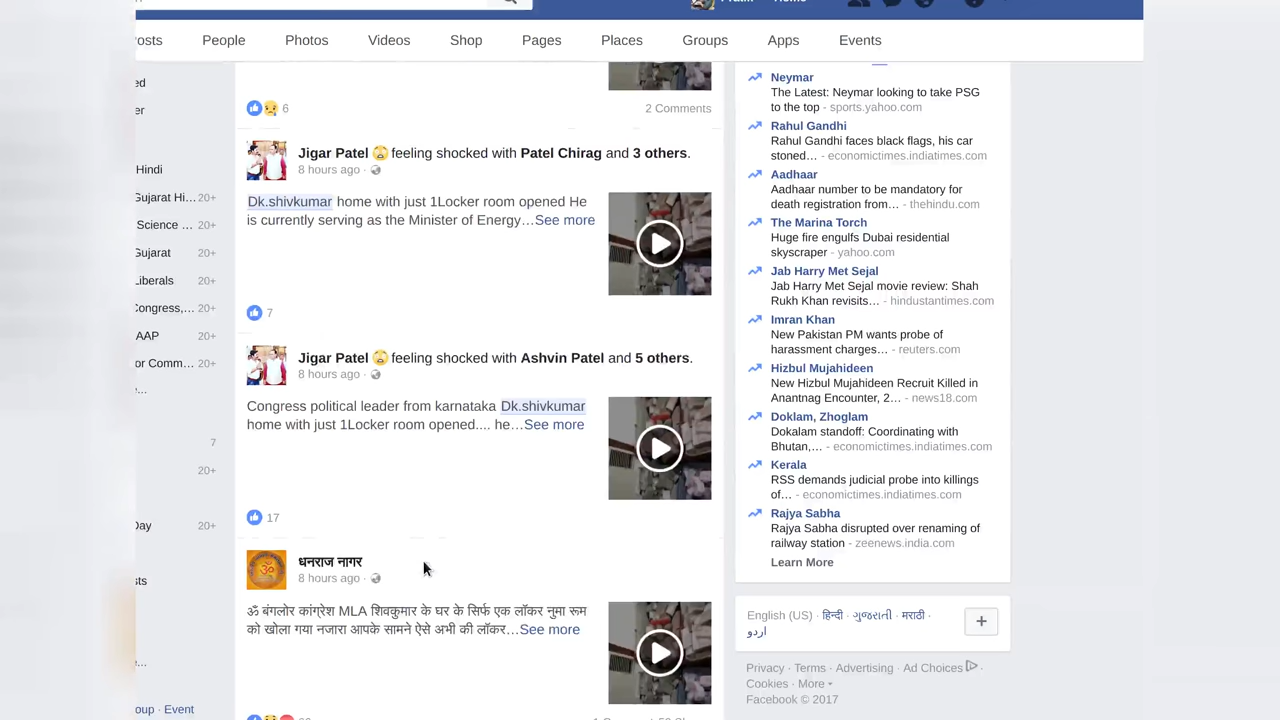 Home
osts People Photos Videos Shop Pages Places Groups Apps Events
ed
er
Hindi
Gujarat Hi... 20+
Science ... 20+
Gujarat 20+
Liberals 20+
Congress,... 20+
AAP 20+
or Comm... 20+
e...
7
20+
Day 20+
sts
e...
oup · Event
6 2 Comments
Jigar Patel feeling shocked with Patel Chirag and 3 others.
8 hours ago ·
Dk.shivkumar home with just 1Locker room opened He
is currently serving as the Minister of Energy...See more
7
Jigar Patel feeling shocked with Ashvin Patel and 5 others.
8 hours ago ·
Congress political leader from karnataka Dk.shivkumar
home with just 1Locker room opened.... he...See more
17
धनराज नागर
8 hours ago ·
ॐ बंगलोर कांग्रेश MLA शिवकुमार के घर के सिर्फ एक लॉकर नुमा रूम
को खोला गया नजारा आपके सामने ऐसे अभी की लॉकर...See more
Neymar
The Latest: Neymar looking to take PSG
to the top - sports.yahoo.com
Rahul Gandhi
Rahul Gandhi faces black flags, his car
stoned... - economictimes.indiatimes.com
Aadhaar
Aadhaar number to be mandatory for
death registration from... - thehindu.com
The Marina Torch
Huge fire engulfs Dubai residential
skyscraper - yahoo.com
Jab Harry Met Sejal
Jab Harry Met Sejal movie review: Shah
Rukh Khan revisits... - hindustantimes.com
Imran Khan
New Pakistan PM wants probe of
harassment charges... - reuters.com
Hizbul Mujahideen
New Hizbul Mujahideen Recruit Killed in
Anantnag Encounter, 2... - news18.com
Doklam, Zhoglam
Dokalam standoff: Coordinating with
Bhutan,... - economictimes.indiatimes.com
Kerala
RSS demands judicial probe into killings
of... - economictimes.indiatimes.com
Rajya Sabha
Rajya Sabha disrupted over renaming of
railway station - zeenews.india.com
Learn More
English (US) · हिन्दी · ગુજરાતી · मराठी ·
اردو
Privacy · Terms · Advertising · Ad Choices ·
Cookies · More
Facebook © 2017